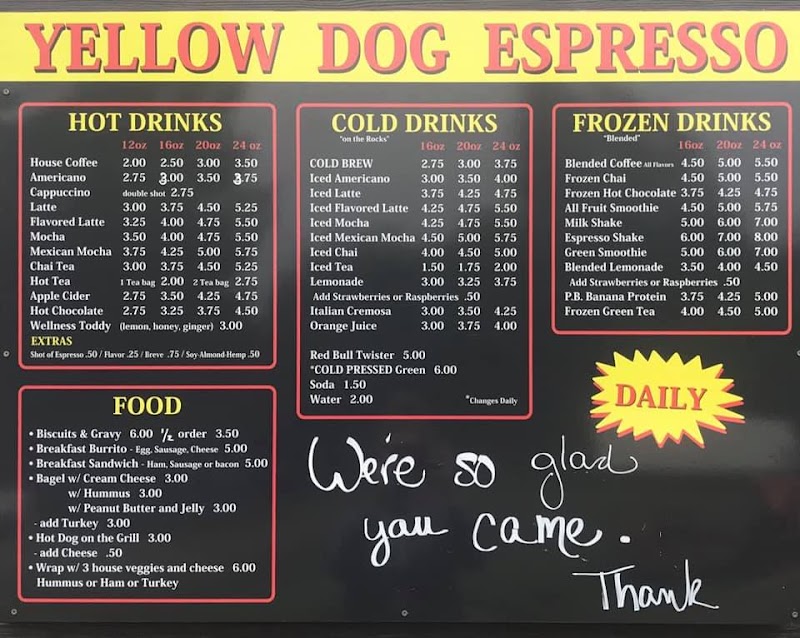 YELLOW DOG ESPRESSO
HOT DRINKS
12oz 16oz 20oz 24 oz
House Coffee 2.00 2.50 3.00 3.50
Americano 2.75 3.00 3.50 3.75
Cappuccino double shot 2.75
Latte 3.00 3.75 4.50 5.25
Flavored Latte 3.25 4.00 4.75 5.50
Mocha 3.50 4.00 4.75 5.50
Mexican Mocha 3.75 4.25 5.00 5.75
Chai Tea 3.00 3.75 4.50 5.25
Hot Tea 1 Tea bag 2.00 2 Tea bag 2.75
Apple Cider 2.75 3.50 4.25 4.75
Hot Chocolate 2.75 3.25 3.75 4.50
Wellness Toddy (lemon, honey, ginger) 3.00
EXTRAS
Shot of Espresso .50 / Flavor .25 / Breve .75 / Soy-Almond-Hemp .50
FOOD
• Biscuits & Gravy 6.00 1/2 order 3.50
• Breakfast Burrito - Egg, Sausage, Cheese 5.00
• Breakfast Sandwich - Ham, Sausage or bacon 5.00
• Bagel w/ Cream Cheese 3.00
w/ Hummus 3.00
w/ Peanut Butter and Jelly 3.00
- add Turkey 3.00
• Hot Dog on the Grill 3.00
- add Cheese .50
• Wrap w/ 3 house veggies and cheese 6.00
Hummus or Ham or Turkey
COLD DRINKS
"on the Rocks"
16oz 20oz 24 oz
COLD BREW 2.75 3.00 3.75
Iced Americano 3.00 3.50 4.00
Iced Latte 3.75 4.25 4.75
Iced Flavored Latte 4.25 4.75 5.50
Iced Mocha 4.25 4.75 5.50
Iced Mexican Mocha 4.50 5.00 5.75
Iced Chai 4.00 4.50 5.00
Iced Tea 1.50 1.75 2.00
Lemonade 3.00 3.25 3.75
Add Strawberries or Raspberries .50
Italian Cremosa 3.00 3.50 4.25
Orange Juice 3.00 3.75 4.00
Red Bull Twister 5.00
*COLD PRESSED Green 6.00
Soda 1.50
Water 2.00 *Changes Daily
FROZEN DRINKS
"Blended"
16oz 20oz 24 oz
Blended Coffee All Flavors 4.50 5.00 5.50
Frozen Chai 4.50 5.00 5.50
Frozen Hot Chocolate 3.75 4.25 4.75
All Fruit Smoothie 4.50 5.00 5.75
Milk Shake 5.00 6.00 7.00
Espresso Shake 6.00 7.00 8.00
Green Smoothie 5.00 6.00 7.00
Blended Lemonade 3.50 4.00 4.50
Add Strawberries or Raspberries .50
P.B. Banana Protein 3.75 4.25 5.00
Frozen Green Tea 4.00 4.50 5.00
DAILY
We're so glad
you came.
Thank